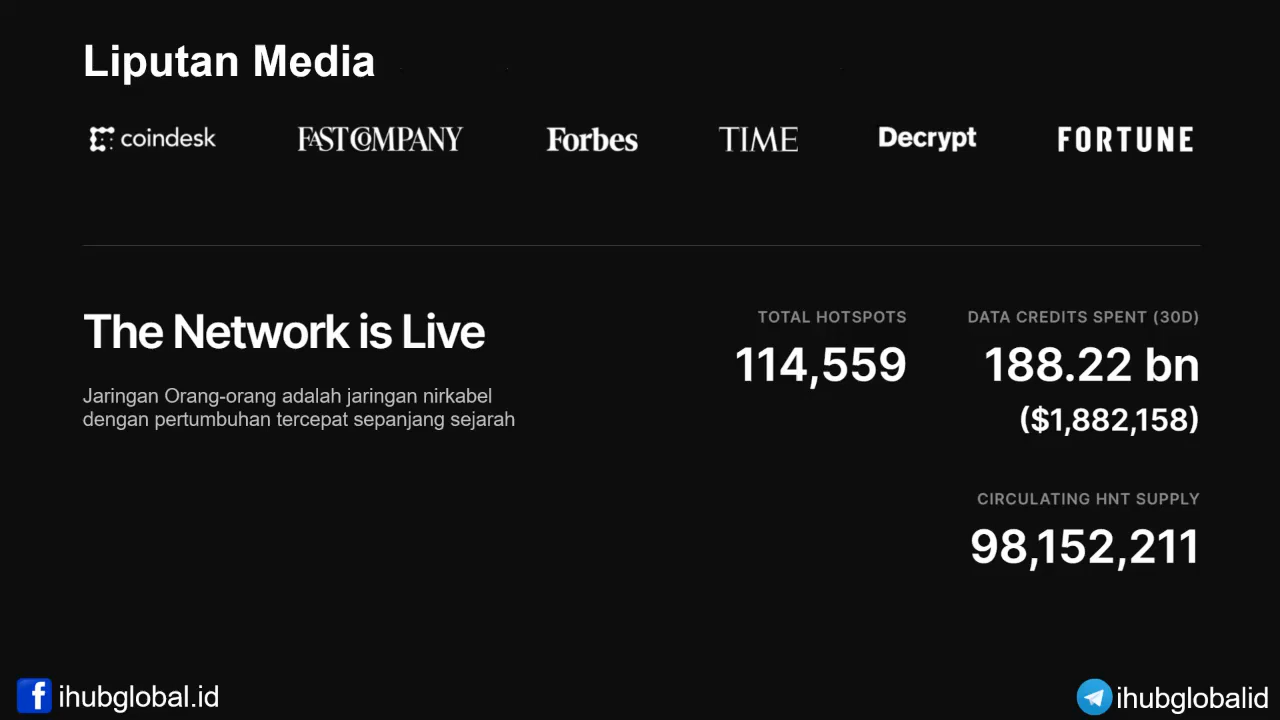 Liputan Media
coindesk
FAST COMPANY
Forbes
TIME
Decrypt
FORTUNE
The Network is Live
Jaringan Orang-orang adalah jaringan nirkabel
dengan pertumbuhan tercepat sepanjang sejarah
TOTAL HOTSPOTS
114,559
DATA CREDITS SPENT (30D)
188.22 bn
($1,882,158)
CIRCULATING HNT SUPPLY
98,152,211
ihubglobal.id
ihubglobalid